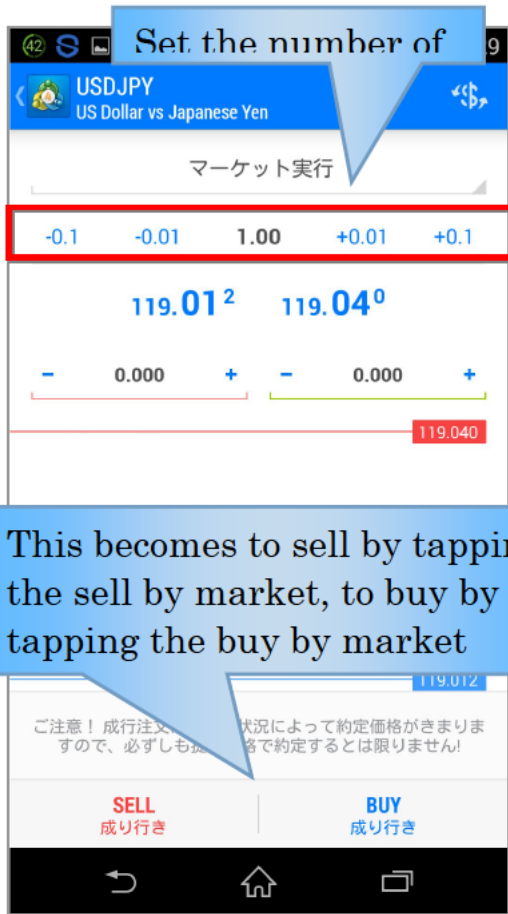 42
Set the number of
9
USDJPY
US Dollar vs Japanese Yen
マーケット実行
-0.1 -0.01 1.00 +0.01 +0.1
119.01² 119.04⁰
− 0.000 + − 0.000 +
119.040
This becomes to sell by tappin
the sell by market, to buy by
tapping the buy by market
119.012
ご注意！ 成行注文 状況によって約定価格がきまりま
すので、必ずしも 格で約定するとは限りません!
SELL BUY
成り行き 成り行き